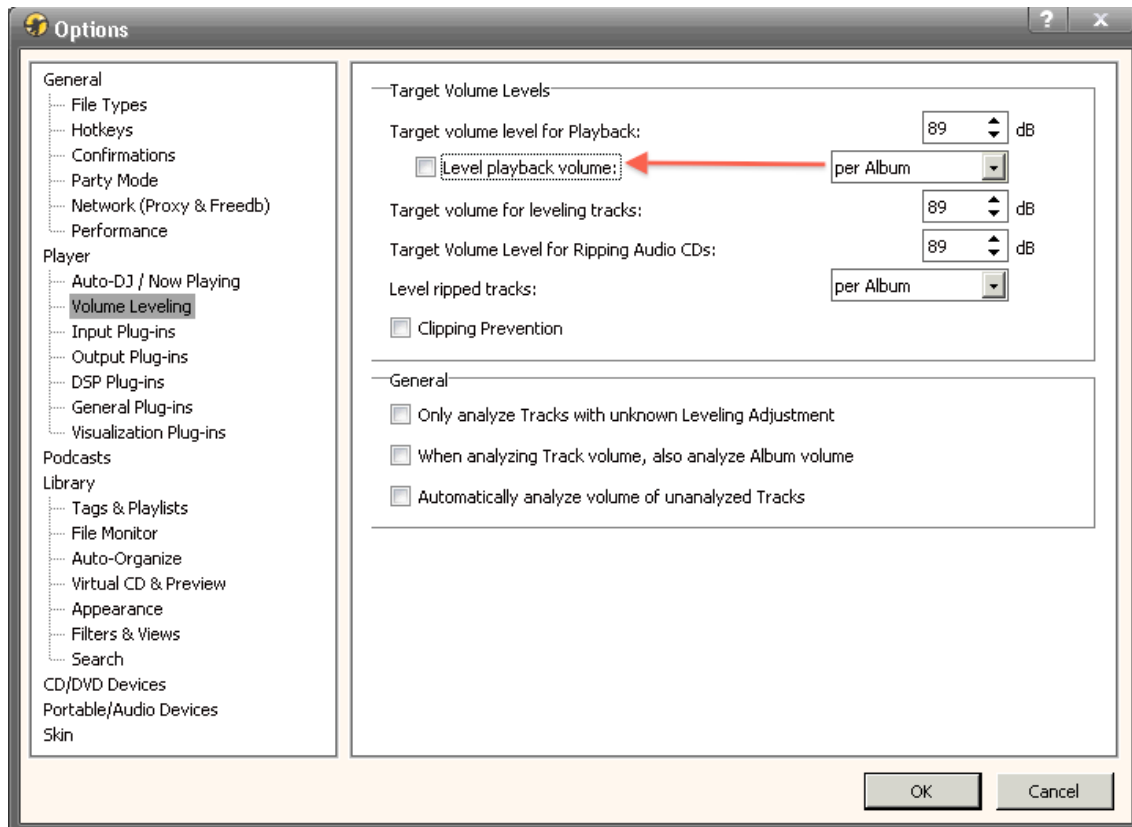 Options
General
File Types
Hotkeys
Confirmations
Party Mode
Network (Proxy & Freedb)
Performance
Player
Auto-DJ / Now Playing
Volume Leveling
Input Plug-ins
Output Plug-ins
DSP Plug-ins
General Plug-ins
Visualization Plug-ins
Podcasts
Library
Tags & Playlists
File Monitor
Auto-Organize
Virtual CD & Preview
Appearance
Filters & Views
Search
CD/DVD Devices
Portable/Audio Devices
Skin
Target Volume Levels
Target volume level for Playback: 89 dB
Level playback volume: per Album
Target volume for leveling tracks: 89 dB
Target Volume Level for Ripping Audio CDs: 89 dB
Level ripped tracks: per Album
Clipping Prevention
General
Only analyze Tracks with unknown Leveling Adjustment
When analyzing Track volume, also analyze Album volume
Automatically analyze volume of unanalyzed Tracks
OK Cancel